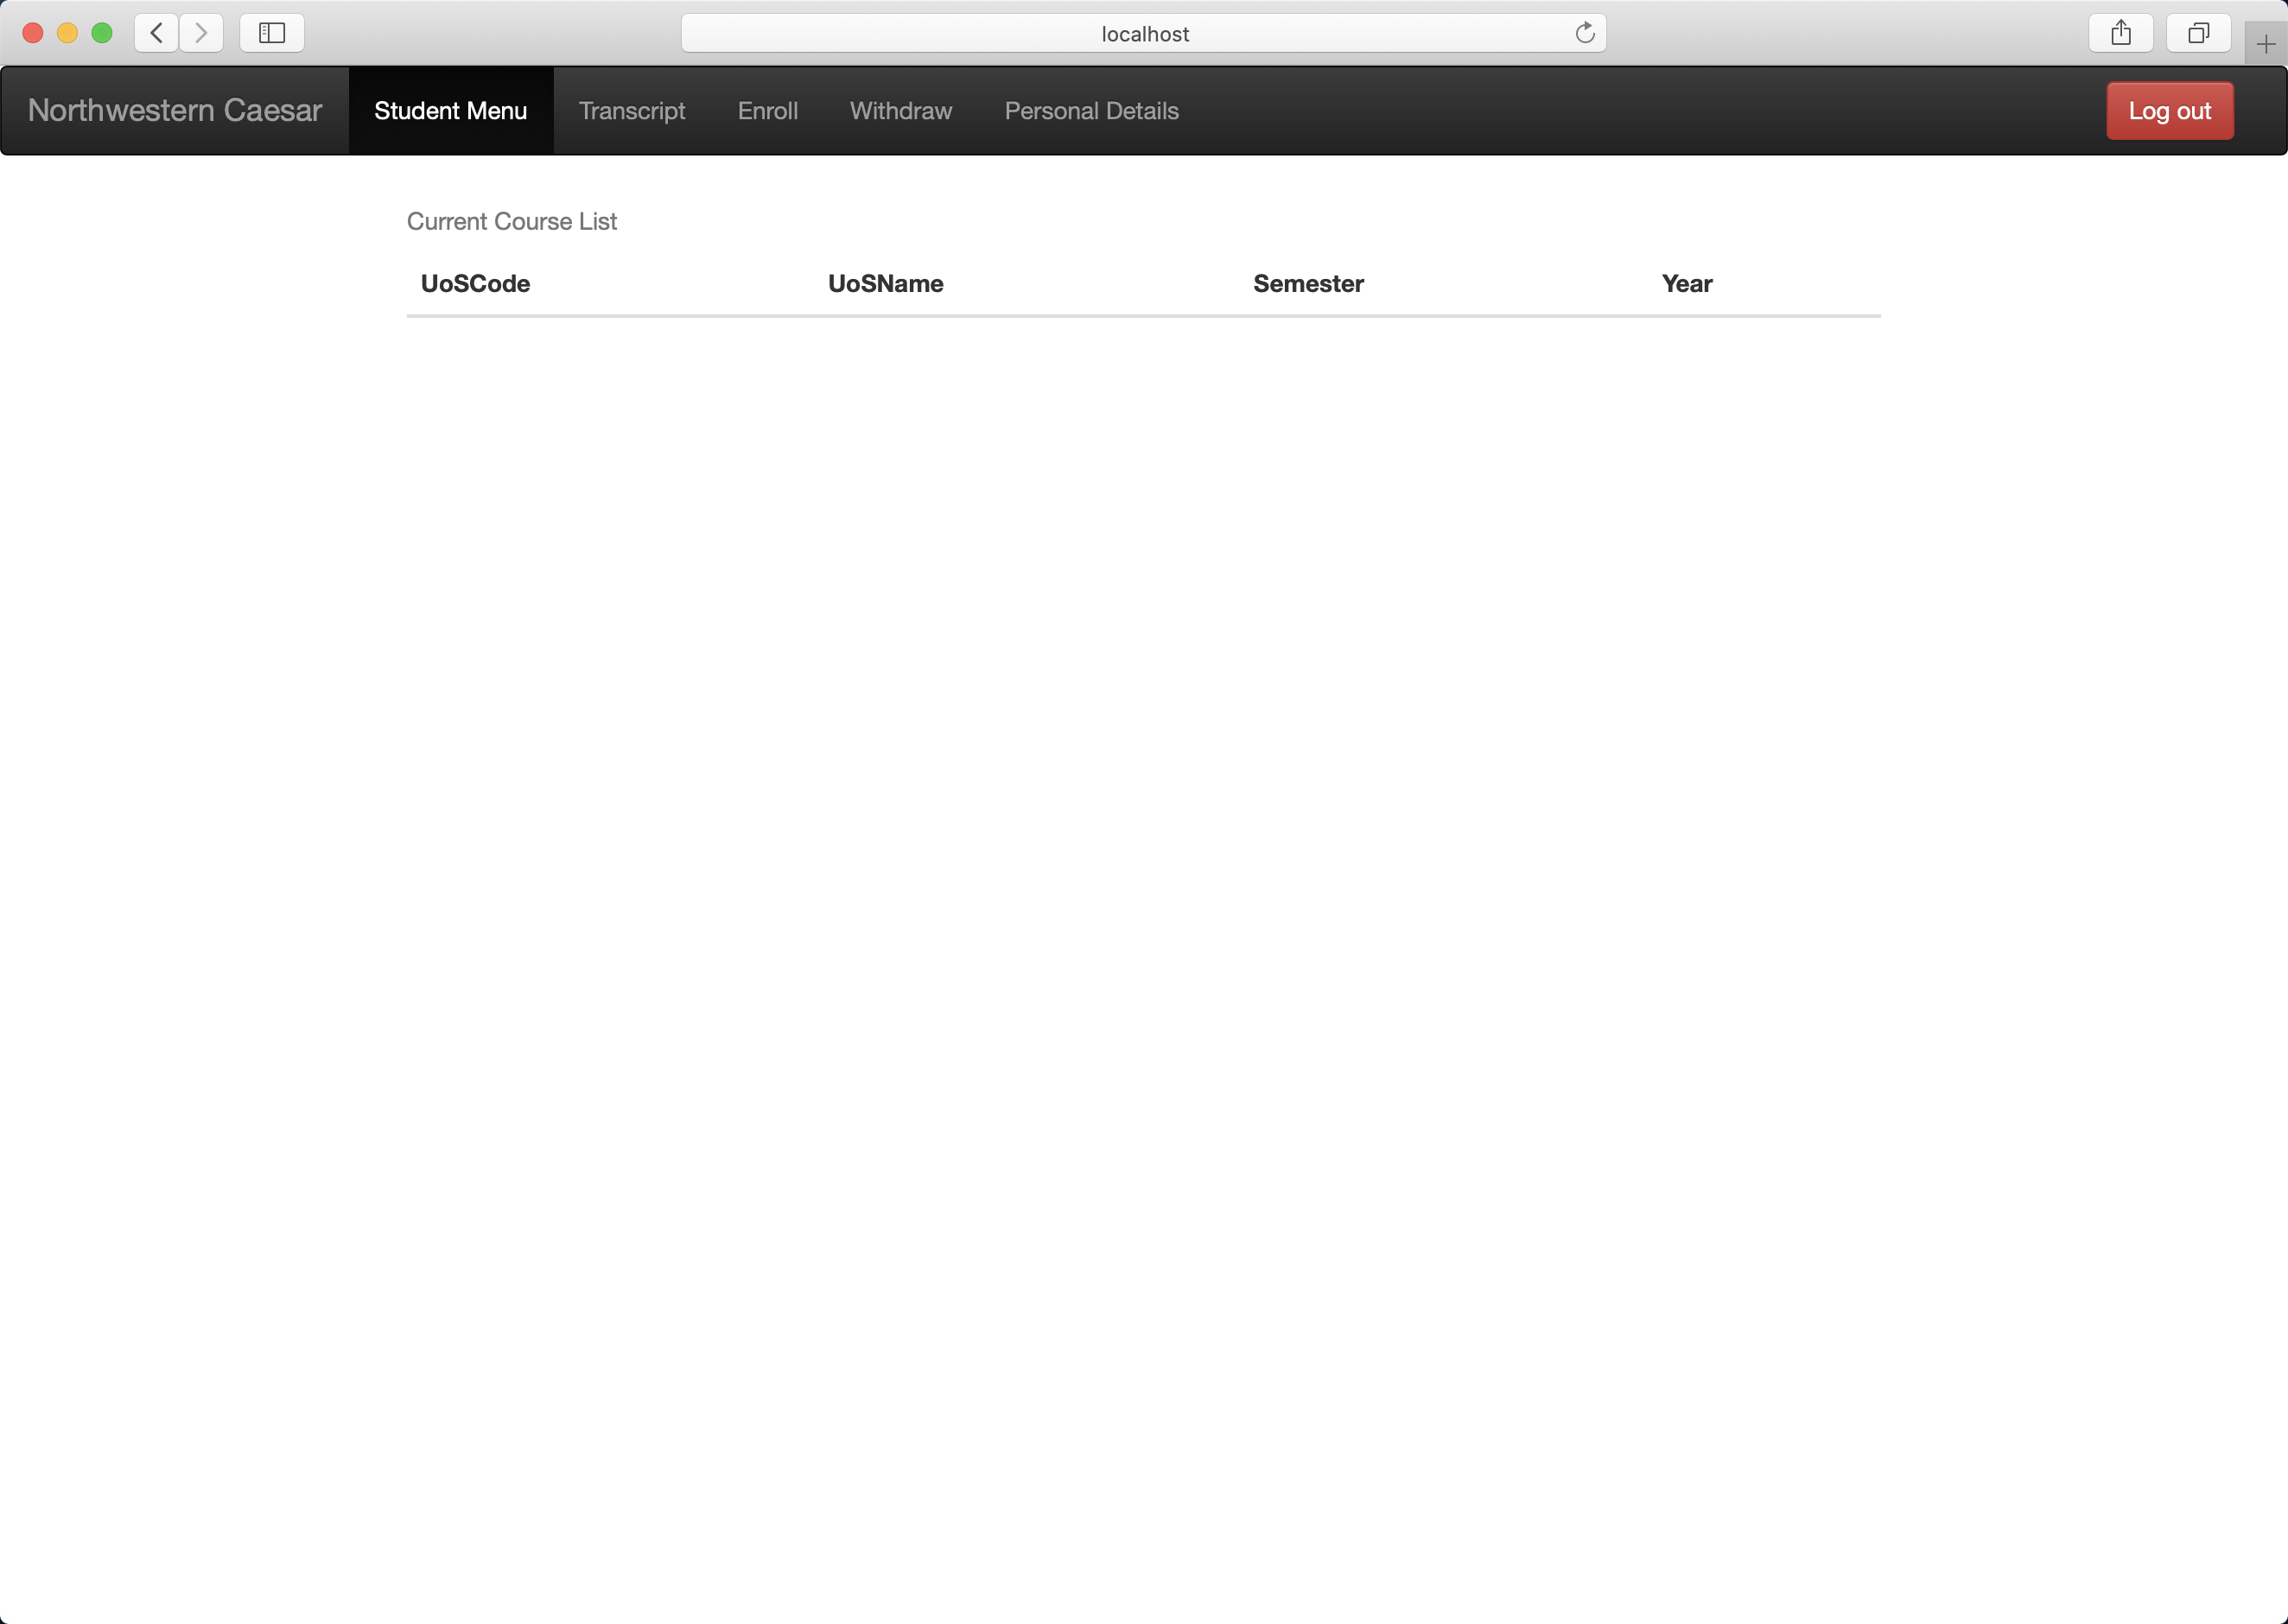 localhost
Northwestern Caesar Student Menu Transcript Enroll Withdraw Personal Details Log out
Current Course List
UoSCode UoSName Semester Year